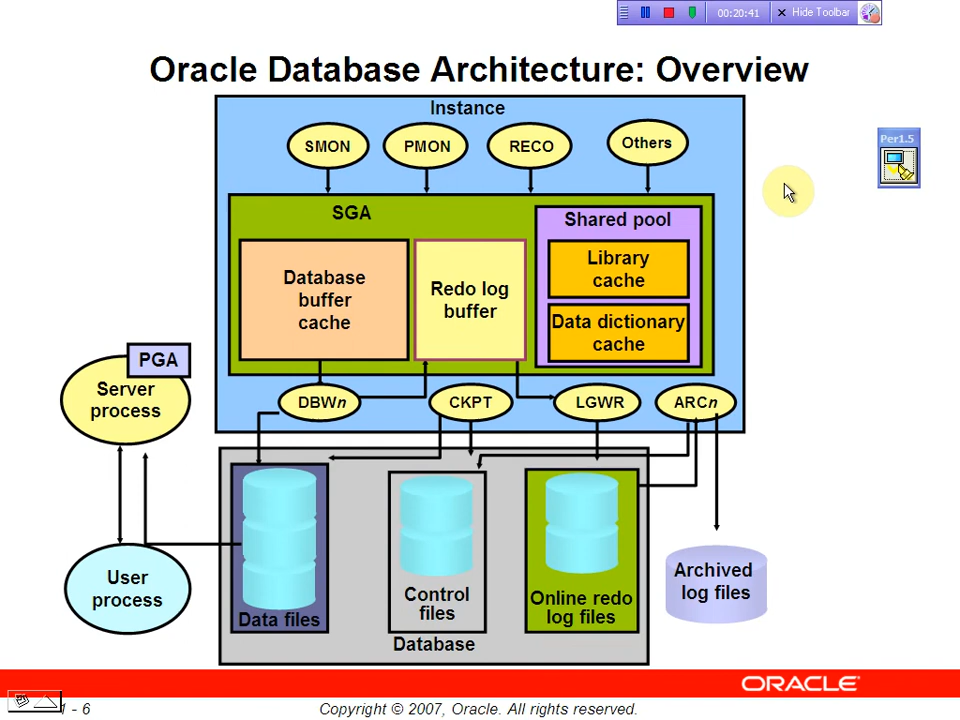 00:20:41
Hide Toolbar
Oracle Database Architecture: Overview
Instance
SMON
PMON
RECO
Others
Per1.5
SGA
Database
buffer
cache
Redo log
buffer
Shared pool
Library
cache
Data dictionary
cache
PGA
Server
process
DBWn
CKPT
LGWR
ARCn
User
process
Data files
Control
files
Online redo
log files
Database
Archived
log files
ORACLE
1 - 6
Copyright © 2007, Oracle. All rights reserved.